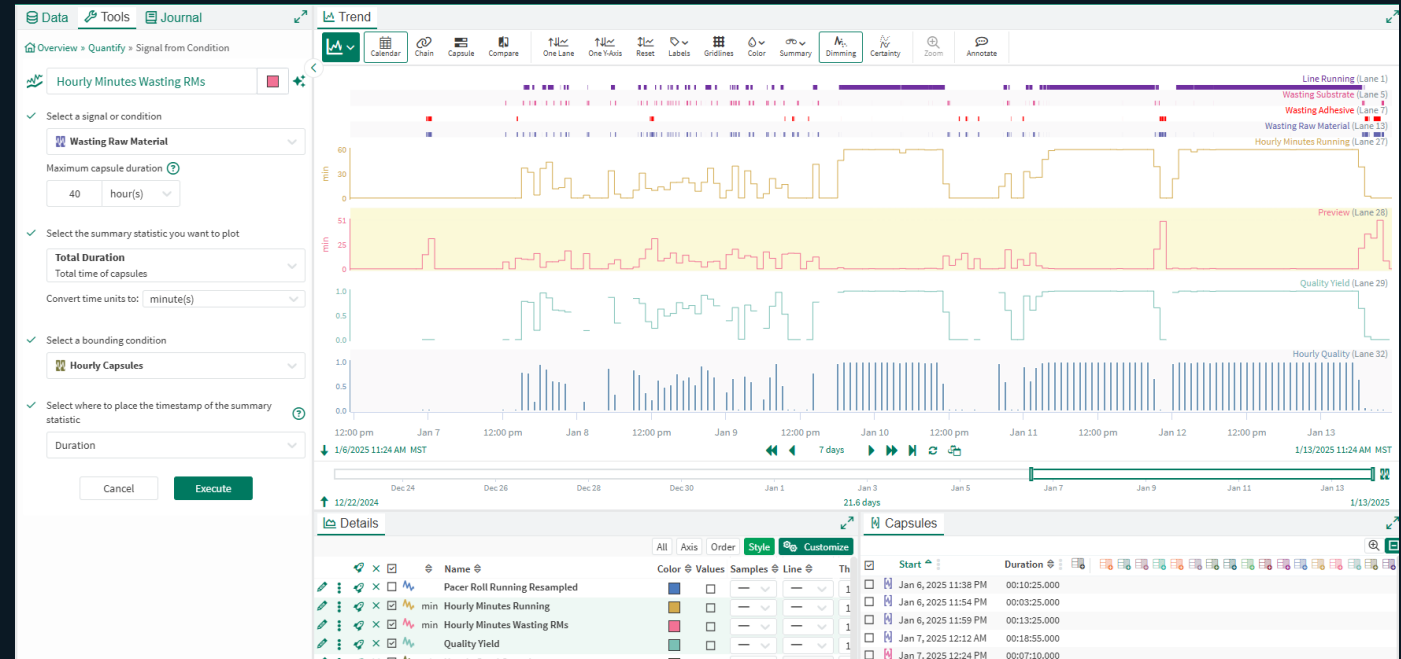 Data Tools Journal
Overview » Quantify » Signal from Condition
Hourly Minutes Wasting RMs
Select a signal or condition
Wasting Raw Material
Maximum capsule duration ?
40 hour(s)
Select the summary statistic you want to plot
Total Duration
Total time of capsules
Convert time units to: minute(s)
Select a bounding condition
Hourly Capsules
Select where to place the timestamp of the summary
statistic ?
Duration
Cancel Execute
Trend
Calendar Chain Capsule Compare One Lane One Y-Axis Reset Labels Gridlines Color Summary Dimming Certainty Zoom Annotate
Line Running (Lane 1)
Wasting Substrate (Lane 5)
Wasting Adhesive (Lane 7)
Wasting Raw Material (Lane 13)
Hourly Minutes Running (Lane 27)
60
30
0
min
Preview (Lane 28)
51
25
0
min
Quality Yield (Lane 29)
1.0
0.5
0.0
Hourly Quality (Lane 32)
1.0
0.5
0.0
12:00 pm Jan 7 12:00 pm Jan 8 12:00 pm Jan 9 12:00 pm Jan 10 12:00 pm Jan 11 12:00 pm Jan 12 12:00 pm Jan 13
1/6/2025 11:24 AM MST 7 days 1/13/2025 11:24 AM MST
Dec 24 Dec 26 Dec 28 Dec 30 Jan 1 Jan 3 Jan 5 Jan 7 Jan 9 Jan 11 Jan 13
12/22/2024 21.6 days 1/13/2025
Details
All Axis Order Style Customize
Name Color Values Samples Line Th
Pacer Roll Running Resampled 1
min Hourly Minutes Running 1
min Hourly Minutes Wasting RMs 1
Quality Yield 1
Capsules
Start Duration
Jan 6, 2025 11:38 PM 00:10:25.000
Jan 6, 2025 11:54 PM 00:03:25.000
Jan 6, 2025 11:59 PM 00:13:25.000
Jan 7, 2025 12:12 AM 00:18:55.000
Jan 7, 2025 12:24 PM 00:07:10.000